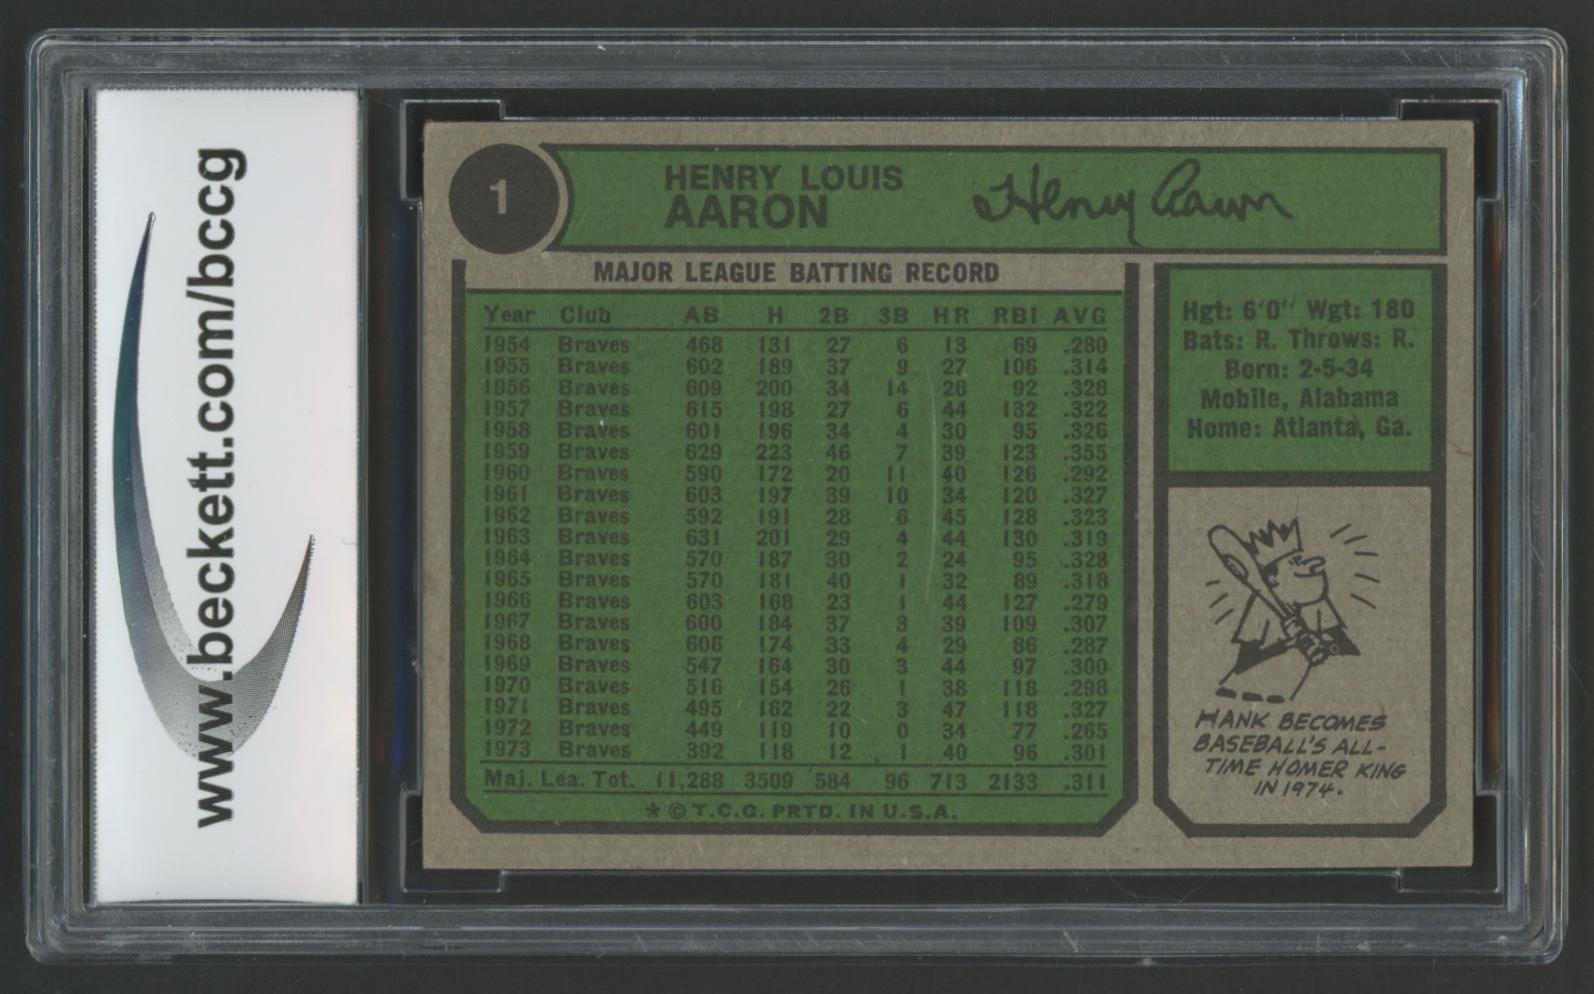 www.beckett.com/bccg
1
HENRY LOUIS
AARON
Henry Aaron
MAJOR LEAGUE BATTING RECORD
Year Club AB H 2B 3B HR RBI AVG
1954 Braves 468 131 27 6 13 69 .280
1955 Braves 602 189 37 9 27 106 .314
1956 Braves 609 200 34 14 26 92 .328
1957 Braves 615 198 27 6 44 132 .322
1958 Braves 601 196 34 4 30 95 .326
1959 Braves 629 223 46 7 39 123 .355
1960 Braves 590 172 20 11 40 126 .292
1961 Braves 603 197 39 10 34 120 .327
1962 Braves 592 191 28 6 45 128 .323
1963 Braves 631 201 29 4 44 130 .319
1964 Braves 570 187 30 2 24 95 .328
1965 Braves 570 181 40 1 32 89 .318
1966 Braves 603 168 23 1 44 127 .279
1967 Braves 600 184 37 3 39 109 .307
1968 Braves 606 174 33 4 29 86 .287
1969 Braves 547 164 30 3 44 97 .300
1970 Braves 516 154 26 1 38 118 .298
1971 Braves 495 162 22 3 47 118 .327
1972 Braves 449 119 10 0 34 77 .265
1973 Braves 392 118 12 1 40 96 .301
Maj. Lea. Tot. 11,288 3509 584 96 713 2133 .311
* © T.C.G. PRTD. IN U.S.A.
Hgt: 6'0" Wgt: 180
Bats: R. Throws: R.
Born: 2-5-34
Mobile, Alabama
Home: Atlanta, Ga.
HANK BECOMES
BASEBALL'S ALL-
TIME HOMER KING
IN 1974.